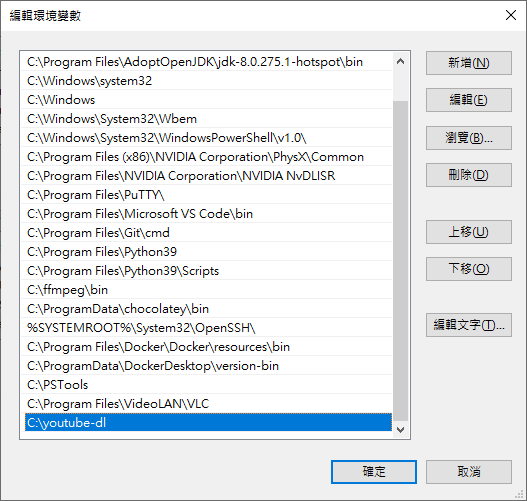 編輯環境變數
C:\Program Files\AdoptOpenJDK\jdk-8.0.275.1-hotspot\bin
C:\Windows\system32
C:\Windows
C:\Windows\System32\Wbem
C:\Windows\System32\WindowsPowerShell\v1.0\
C:\Program Files (x86)\NVIDIA Corporation\PhysX\Common
C:\Program Files\NVIDIA Corporation\NVIDIA NvDLISR
C:\Program Files\PuTTY\
C:\Program Files\Microsoft VS Code\bin
C:\Program Files\Git\cmd
C:\Program Files\Python39
C:\Program Files\Python39\Scripts
C:\ffmpeg\bin
C:\ProgramData\chocolatey\bin
%SYSTEMROOT%\System32\OpenSSH\
C:\Program Files\Docker\Docker\resources\bin
C:\ProgramData\DockerDesktop\version-bin
C:\PSTools
C:\Program Files\VideoLAN\VLC
C:\youtube-dl
新增(N)
編輯(E)
瀏覽(B)...
刪除(D)
上移(U)
下移(O)
編輯文字(T)...
確定
取消